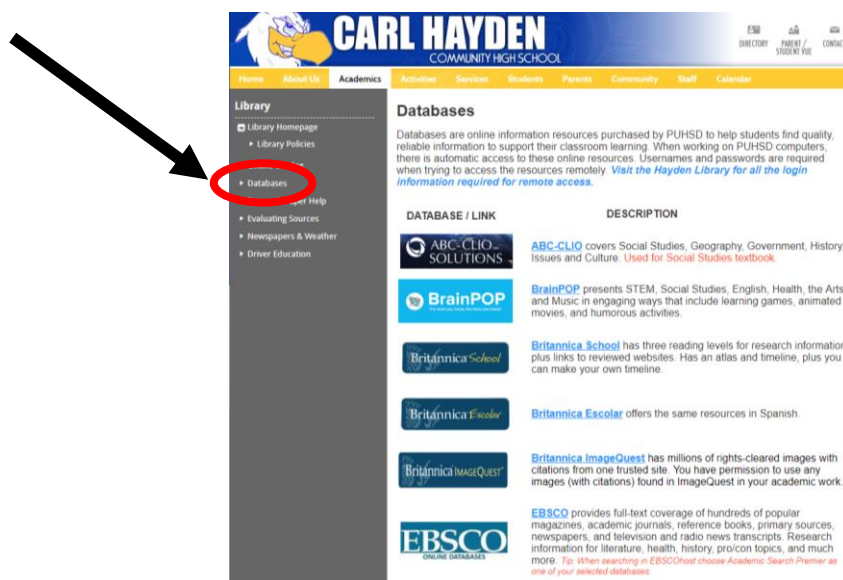 CARL HAYDEN
COMMUNITY HIGH SCHOOL
DIRECTORY
PARENT /
STUDENT VUE
CONTAC
Home About Us Academics Activities Services Students Parents Community Staff Calendar
Library
Library Homepage
Library Policies
Databases
Help
Evaluating Sources
Newspapers & Weather
Driver Education
Databases
Databases are online information resources purchased by PUHSD to help students find quality,
reliable information to support their classroom learning. When working on PUHSD computers,
there is automatic access to these online resources. Usernames and passwords are required
when trying to access the resources remotely. Visit the Hayden Library for all the login
information required for remote access.
DATABASE / LINK DESCRIPTION
ABC-CLIO
SOLUTIONS
ABC-CLIO covers Social Studies, Geography, Government, History,
Issues and Culture. Used for Social Studies textbook
BrainPOP
BrainPOP presents STEM, Social Studies, English, Health, the Arts
and Music in engaging ways that include learning games, animated
movies, and humorous activities.
Britannica School
Britannica School has three reading levels for research information
plus links to reviewed websites. Has an atlas and timeline, plus you
can make your own timeline.
Britannica Escolar
Britannica Escolar offers the same resources in Spanish.
Britannica ImageQuest
Britannica ImageQuest has millions of rights-cleared images with
citations from one trusted site. You have permission to use any
images (with citations) found in ImageQuest in your academic work.
EBSCO
ONLINE DATABASES
EBSCO provides full-text coverage of hundreds of popular
magazines, academic journals, reference books, primary sources,
newspapers, and television and radio news transcripts. Research
information for literature, health, history, pro/con topics, and much
more. Tip: When searching in EBSCOhost choose Academic Search Premier as
one of your selected databases.